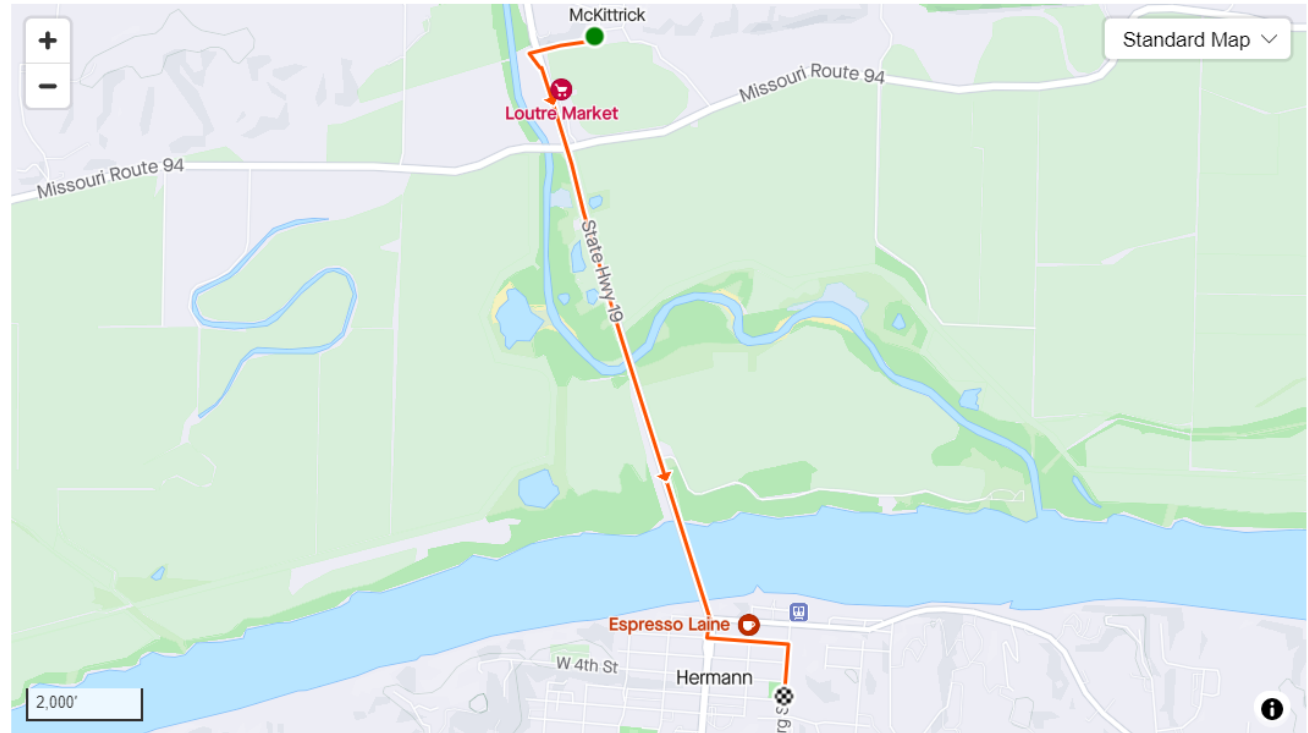 McKittrick
+
−
Standard Map
Missouri Route 94
Loutre Market
Missouri Route 94
State Hwy 19
Espresso Laine
W 4th St
Hermann
2,000'